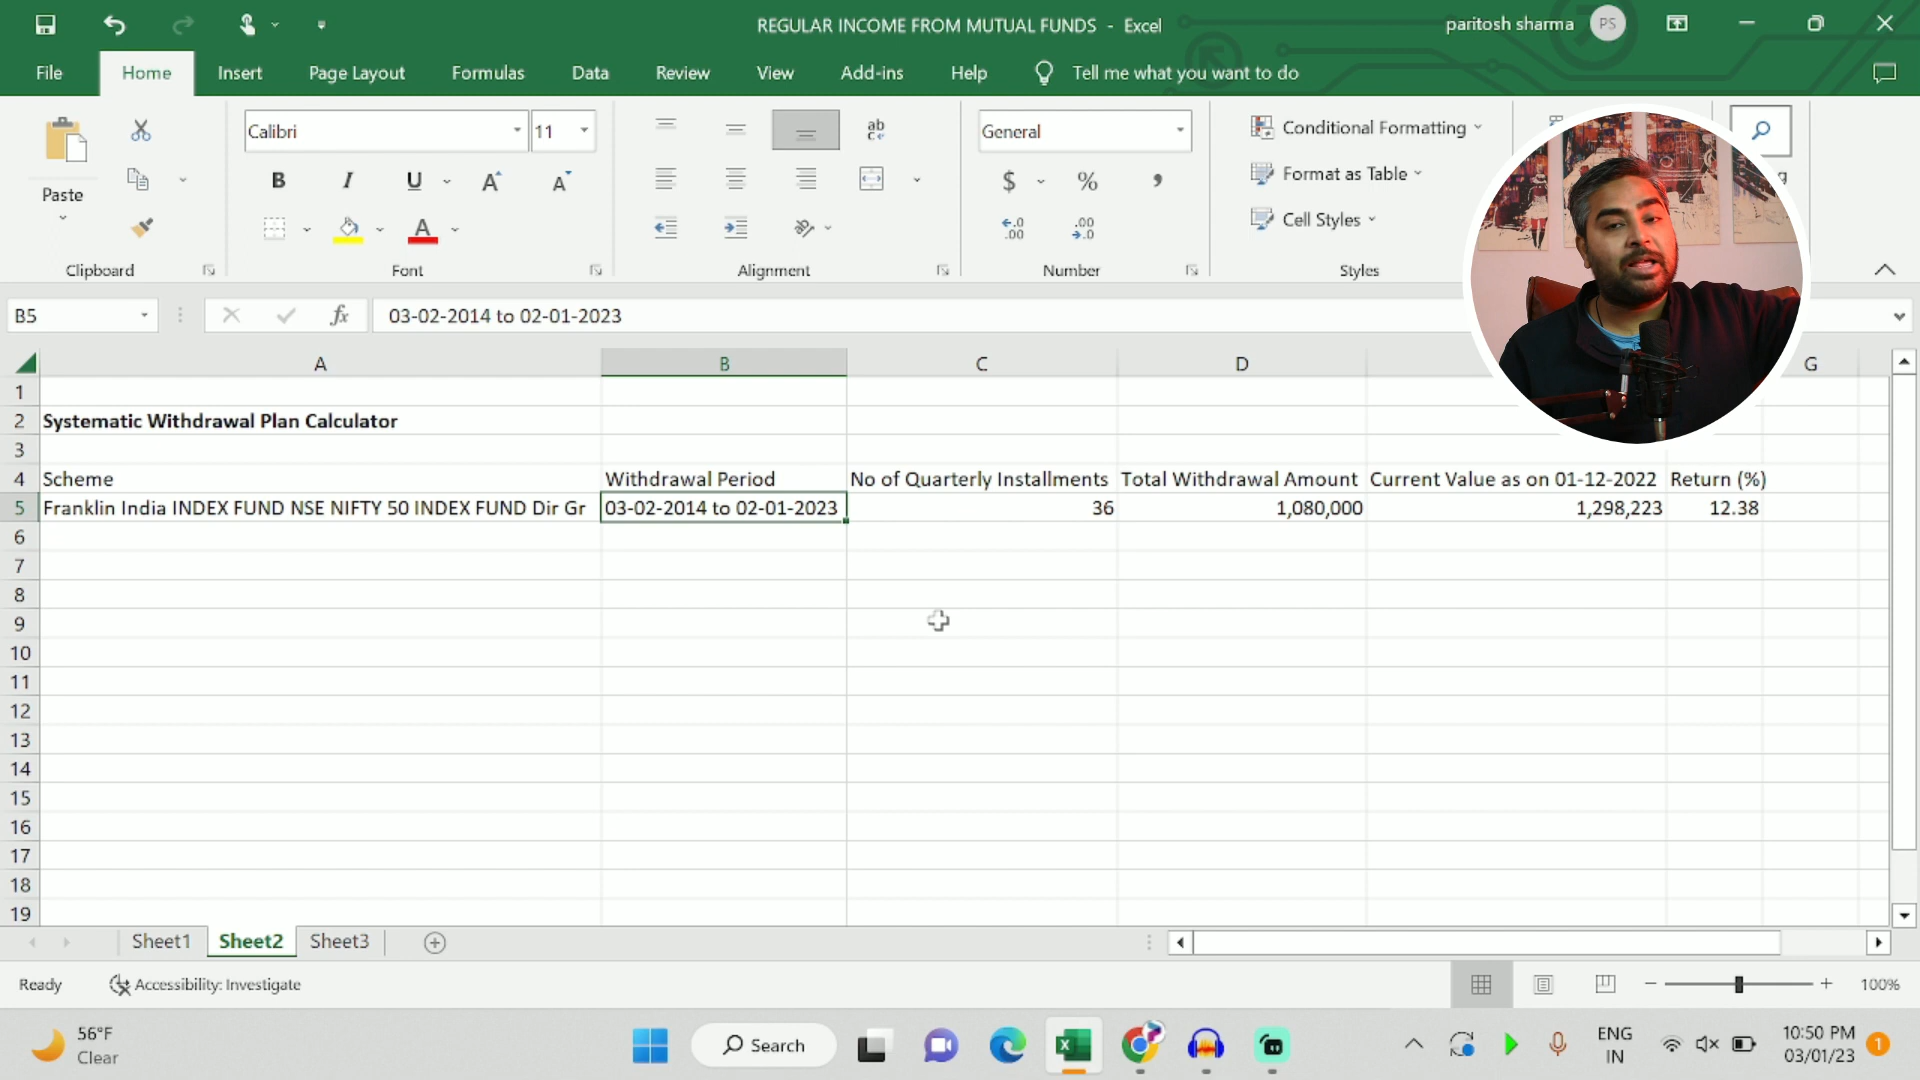 REGULAR INCOME FROM MUTUAL FUNDS - Excel
paritosh sharma PS
File Home Insert Page Layout Formulas Data Review View Add-ins Help Tell me what you want to do
Calibri 11 General
Paste
Conditional Formatting
Format as Table
Cell Styles
Clipboard Font Alignment Number Styles
B5 fx 03-02-2014 to 02-01-2023
A B C D G
1
2 Systematic Withdrawal Plan Calculator
3
4 Scheme Withdrawal Period No of Quarterly Installments Total Withdrawal Amount Current Value as on 01-12-2022 Return (%)
5 Franklin India INDEX FUND NSE NIFTY 50 INDEX FUND Dir Gr 03-02-2014 to 02-01-2023 36 1,080,000 1,298,223 12.38
6
7
8
9
10
11
12
13
14
15
16
17
18
19
Sheet1 Sheet2 Sheet3
Ready Accessibility: Investigate 100%
56°F
Clear
Search
ENG
IN
10:50 PM
03/01/23
1